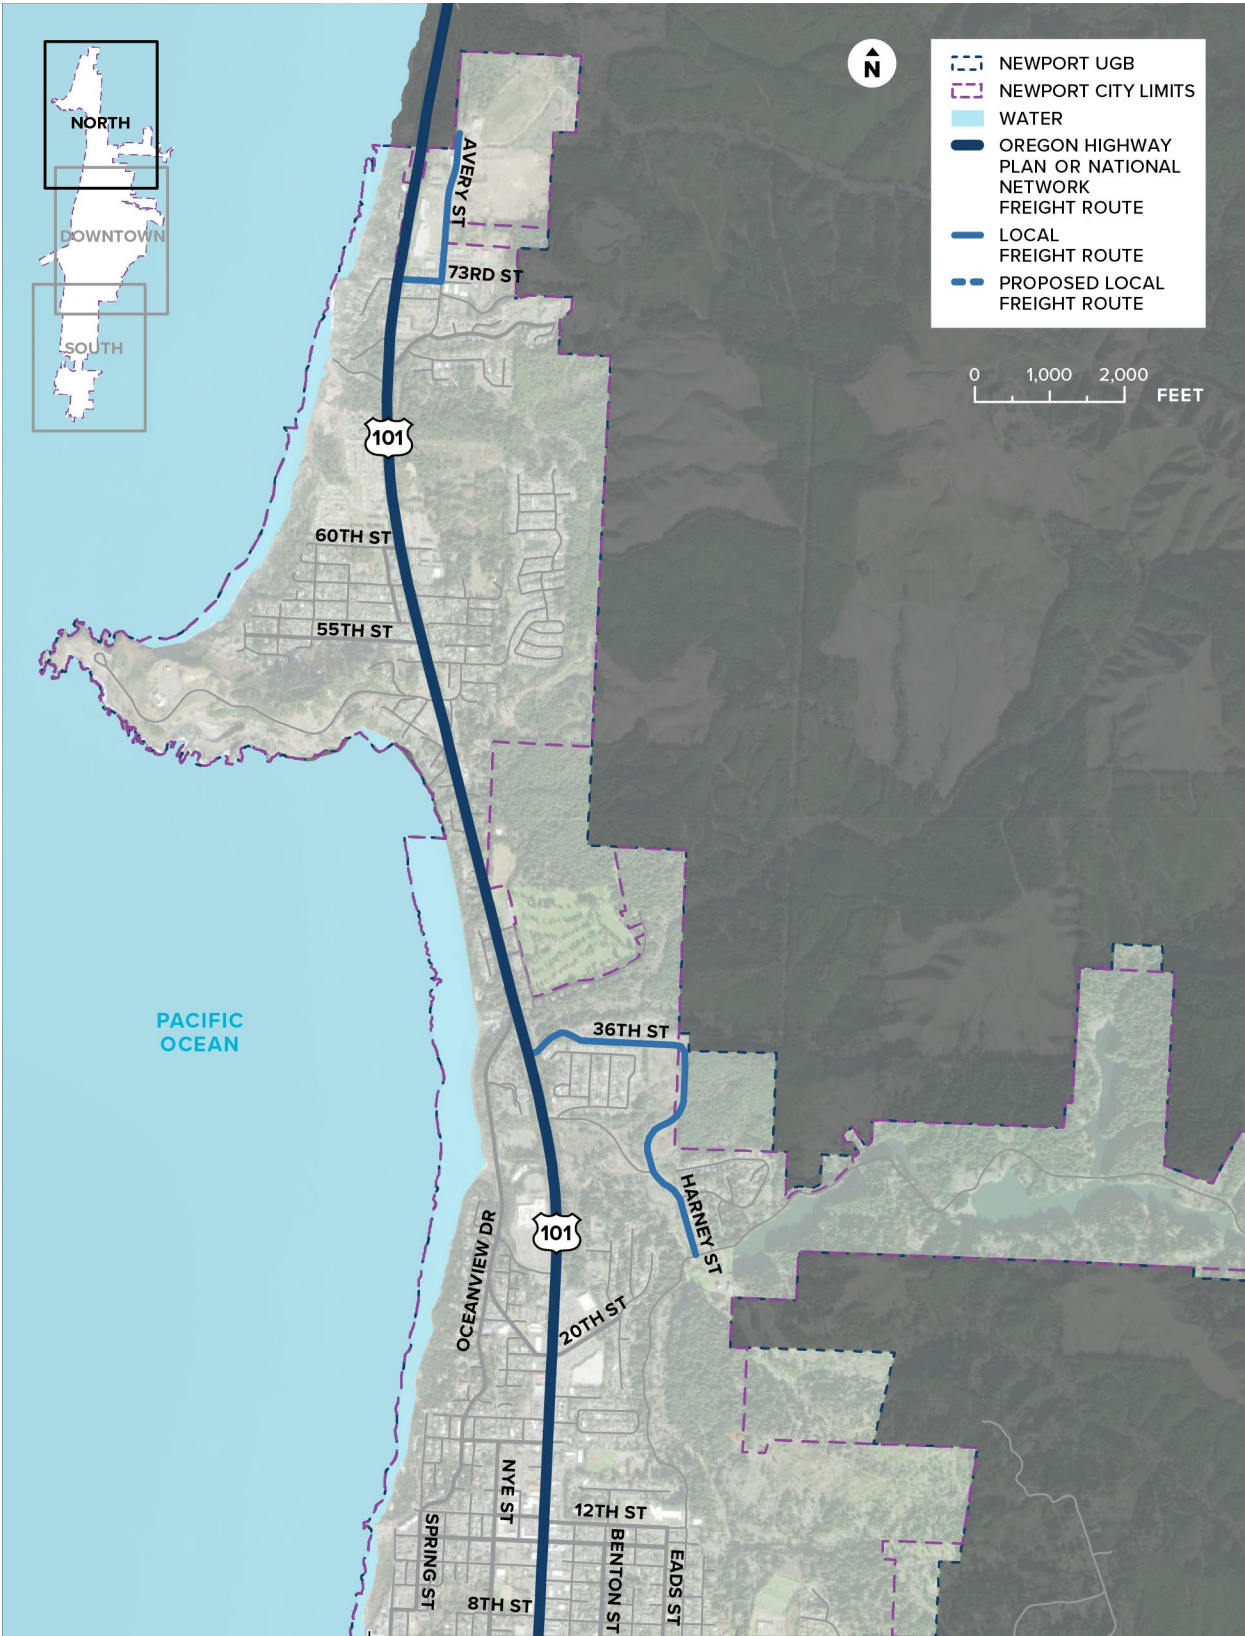 NORTH
DOWNTOWN
SOUTH
N
NEWPORT UGB
NEWPORT CITY LIMITS
WATER
OREGON HIGHWAY
PLAN OR NATIONAL
NETWORK
FREIGHT ROUTE
LOCAL
FREIGHT ROUTE
PROPOSED LOCAL
FREIGHT ROUTE
0 1,000 2,000
FEET
AVERY ST
73RD ST
101
60TH ST
55TH ST
PACIFIC
OCEAN
36TH ST
HARNEY ST
101
OCEANVIEW DR
20TH ST
NYE ST
12TH ST
SPRING ST
BENTON ST
EADS ST
8TH ST